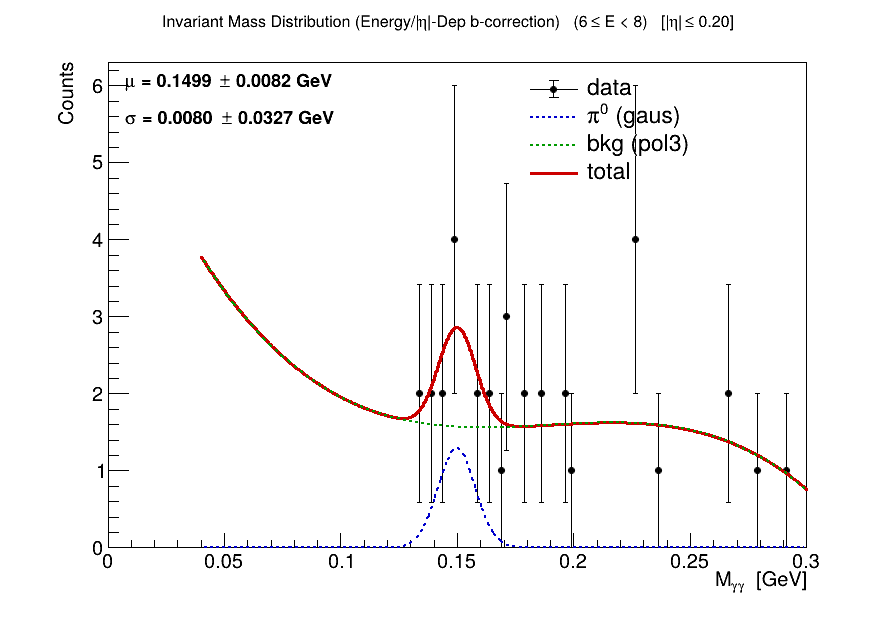 Invariant Mass Distribution (Energy/|η|-Dep b-correction) (6 ≤ E < 8) [|η| ≤ 0.20]
Counts
μ = 0.1499 ± 0.0082 GeV
σ = 0.0080 ± 0.0327 GeV
data
π⁰ (gaus)
bkg (pol3)
total
6
5
4
3
2
1
0
0 0.05 0.1 0.15 0.2 0.25 0.3
Mγγ [GeV]